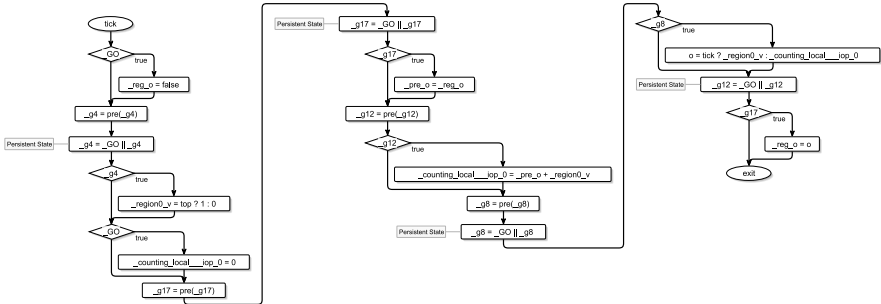 tick
_GO
true
_reg_o = false
_g4 = pre(_g4)
Persistent State
_g4 = _GO || _g4
_g4
true
_region0_v = top ? 1 : 0
_GO
true
_counting_local___iop_0 = 0
_g17 = pre(_g17)
Persistent State
_g17 = _GO || _g17
_g17
true
_pre_o = _reg_o
_g12 = pre(_g12)
_g12
true
_counting_local___iop_0 = _pre_o + _region0_v
_g8 = pre(_g8)
Persistent State
_g8 = _GO || _g8
_g8
true
o = tick ? _region0_v : _counting_local___iop_0
Persistent State
_g12 = _GO || _g12
_g17
true
_reg_o = o
exit